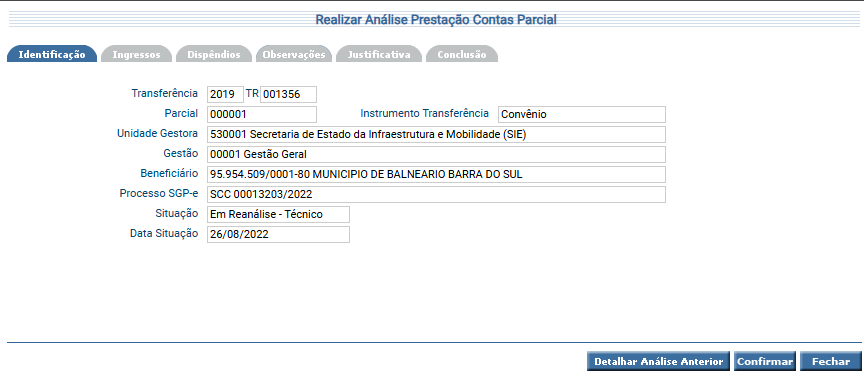 Realizar Análise Prestação Contas Parcial
Identificação Ingressos Dispêndios Observações Justificativa Conclusão
Transferência 2019 TR 001356
Parcial 000001 Instrumento Transferência Convênio
Unidade Gestora 530001 Secretaria de Estado da Infraestrutura e Mobilidade (SIE)
Gestão 00001 Gestão Geral
Beneficiário 95.954.509/0001-80 MUNICIPIO DE BALNEARIO BARRA DO SUL
Processo SGP-e SCC 00013203/2022
Situação Em Reanálise - Técnico
Data Situação 26/08/2022
Detalhar Análise Anterior Confirmar Fechar